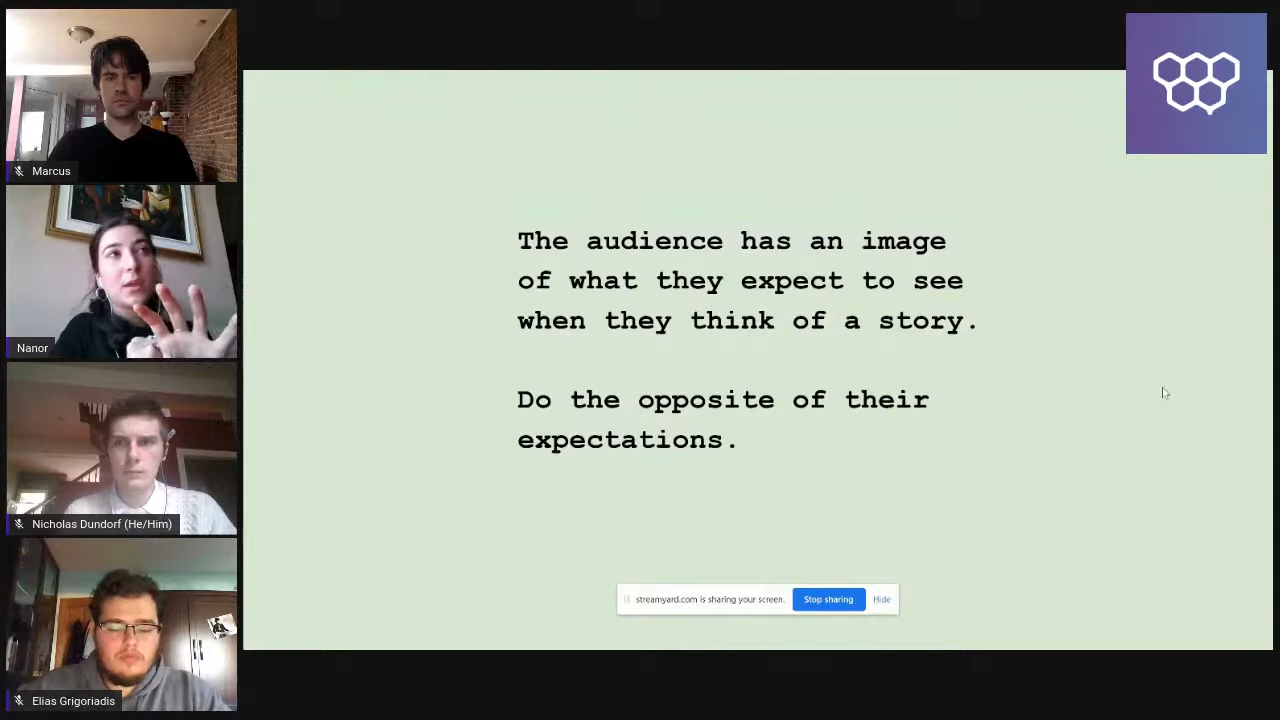 Marcus
Nanor
Nicholas Dundorf (He/Him)
Elias Grigoriadis
The audience has an image
of what they expect to see
when they think of a story.
Do the opposite of their
expectations.
streamyard.com is sharing your screen. Stop sharing Hide